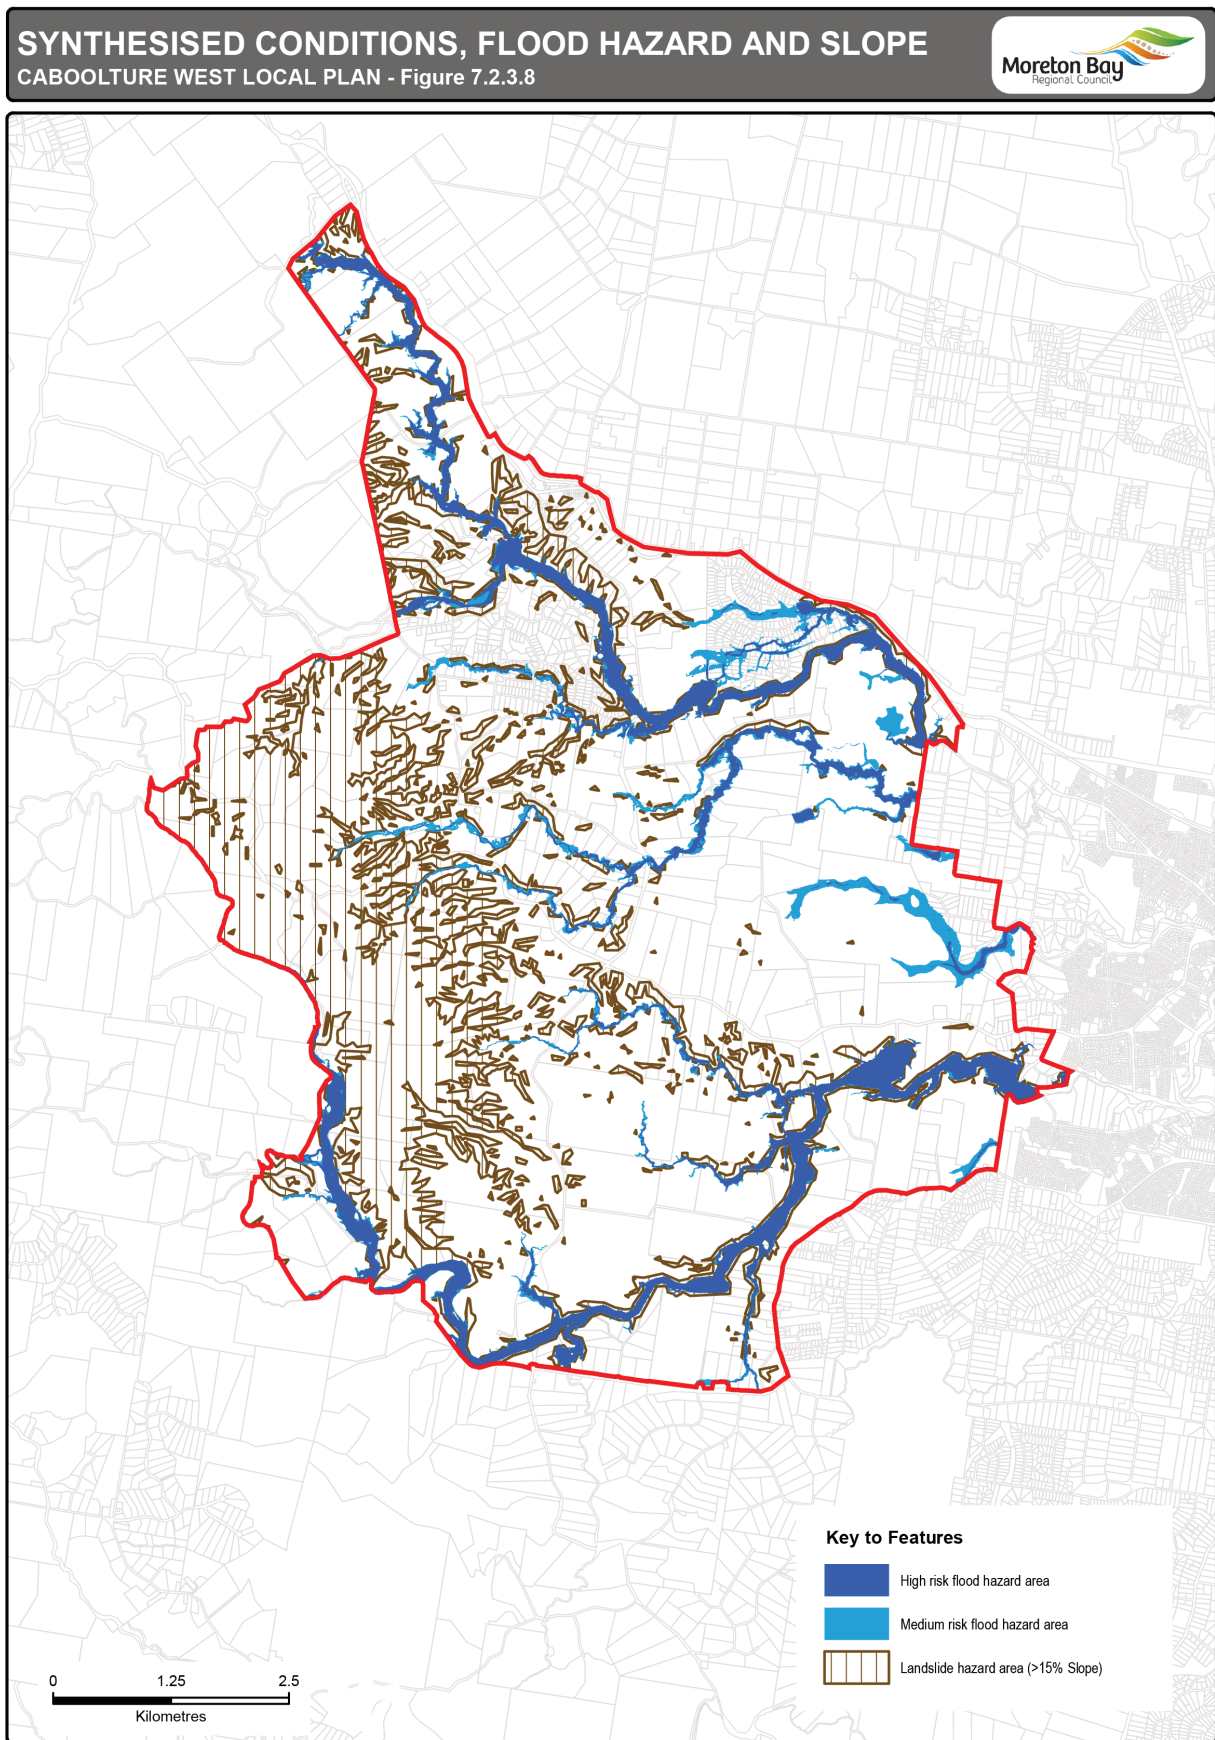 SYNTHESISED CONDITIONS, FLOOD HAZARD AND SLOPE
CABOOLTURE WEST LOCAL PLAN - Figure 7.2.3.8
Moreton Bay
Regional Council
Key to Features
High risk flood hazard area
Medium risk flood hazard area
Landslide hazard area (>15% Slope)
0 1.25 2.5
Kilometres